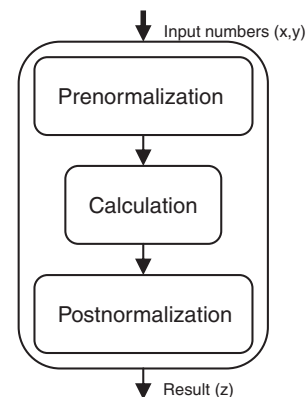 Input numbers (x,y)
Prenormalization
Calculation
Postnormalization
Result (z)